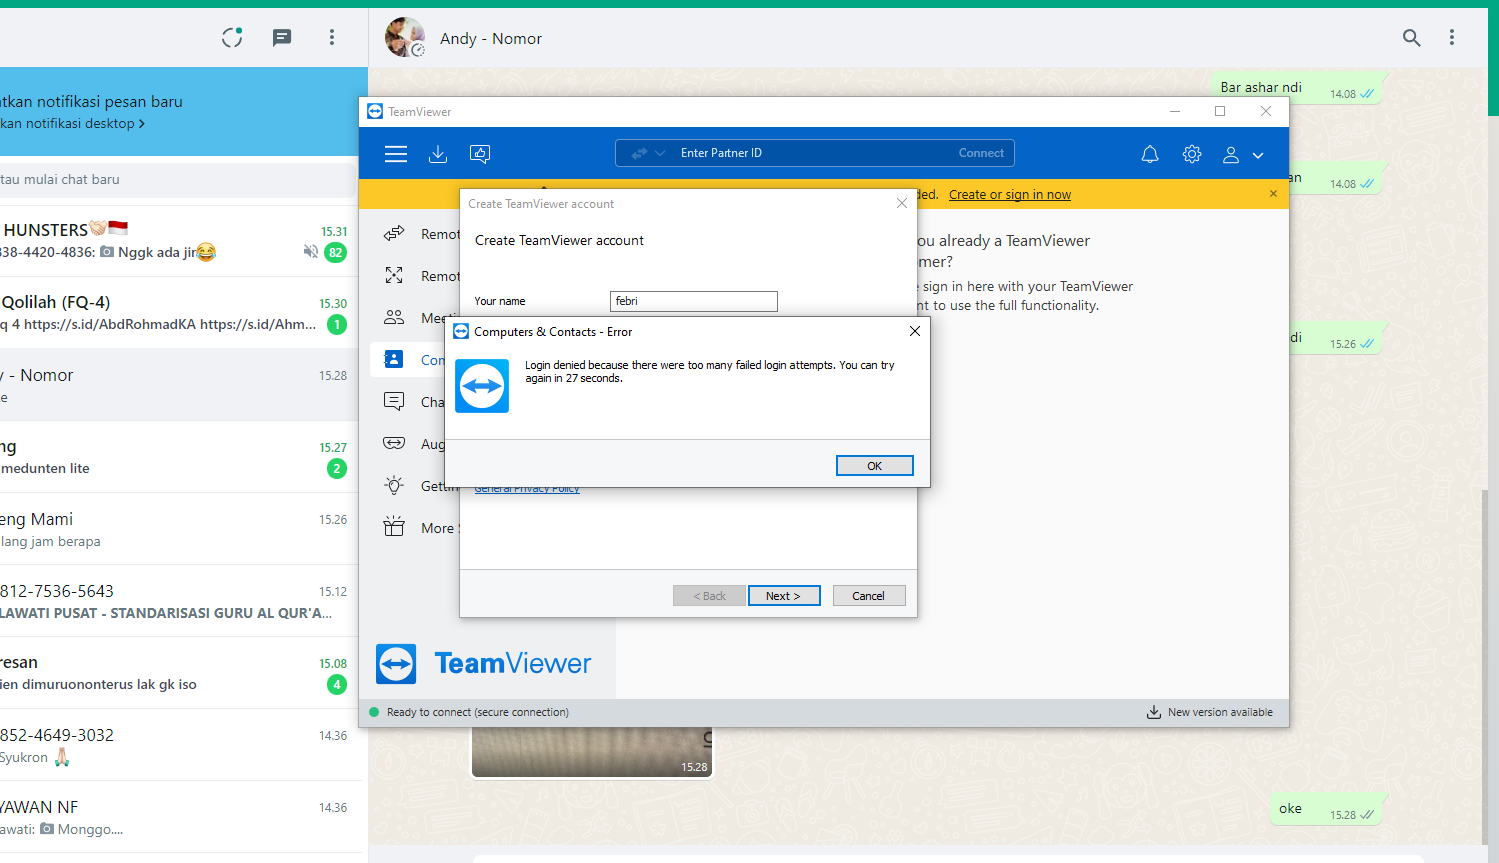 Andy - Nomor
tkan notifikasi pesan baru
kan notifikasi desktop >
tau mulai chat baru
HUNSTERS🤝🏻🇮🇩
15.31
838-4420-4836: 📷 Nggk ada jir😂
82
Qolilah (FQ-4)
15.30
q 4 https://s.id/AbdRohmadKA https://s.id/Ahm...
1
y - Nomor
15.28
e
ng
15.27
medunten lite
2
eng Mami
15.26
lang jam berapa
812-7536-5643
15.12
LAWATI PUSAT - STANDARISASI GURU AL QUR'A...
resan
15.08
ien dimuruononterus lak gk iso
4
852-4649-3032
14.36
Syukron 🙏🏻
YAWAN NF
14.36
awati: 📷 Monggo....
Bar ashar ndi
14.08
an
14.08
di
15.26
15.28
oke
15.28
TeamViewer
Enter Partner ID
Connect
ded. Create or sign in now
Remot
Remot
Meeti
Com
Cha
Aug
Gettin
More S
ou already a TeamViewer
omer?
e sign in here with your TeamViewer
nt to use the full functionality.
Create TeamViewer account
Create TeamViewer account
Your name
febri
Computers & Contacts - Error
Login denied because there were too many failed login attempts. You can try
again in 27 seconds.
OK
General Privacy Policy
< Back
Next >
Cancel
TeamViewer
Ready to connect (secure connection)
New version available